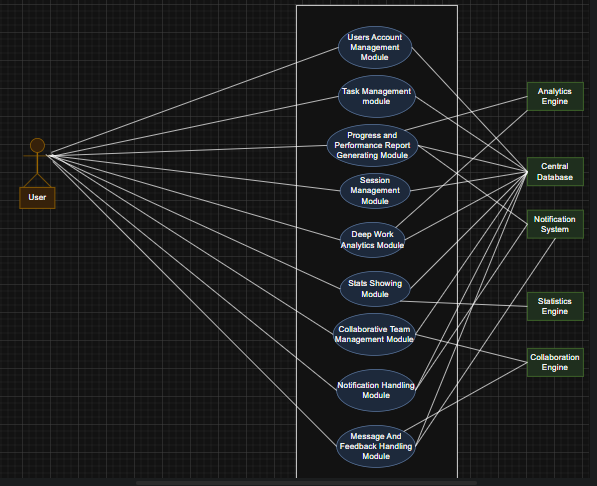 Users Account
Management
Module
Task Management
module
Analytics
Engine
Progress and
Performance Report
Generating Module
Central
Database
Session
Management
Module
User
Notification
System
Deep Work
Analytics Module
Stats Showing
Module
Statistics
Engine
Collaborative Team
Management Module
Collaboration
Engine
Notification Handling
Module
Message And
Feedback Handling
Module